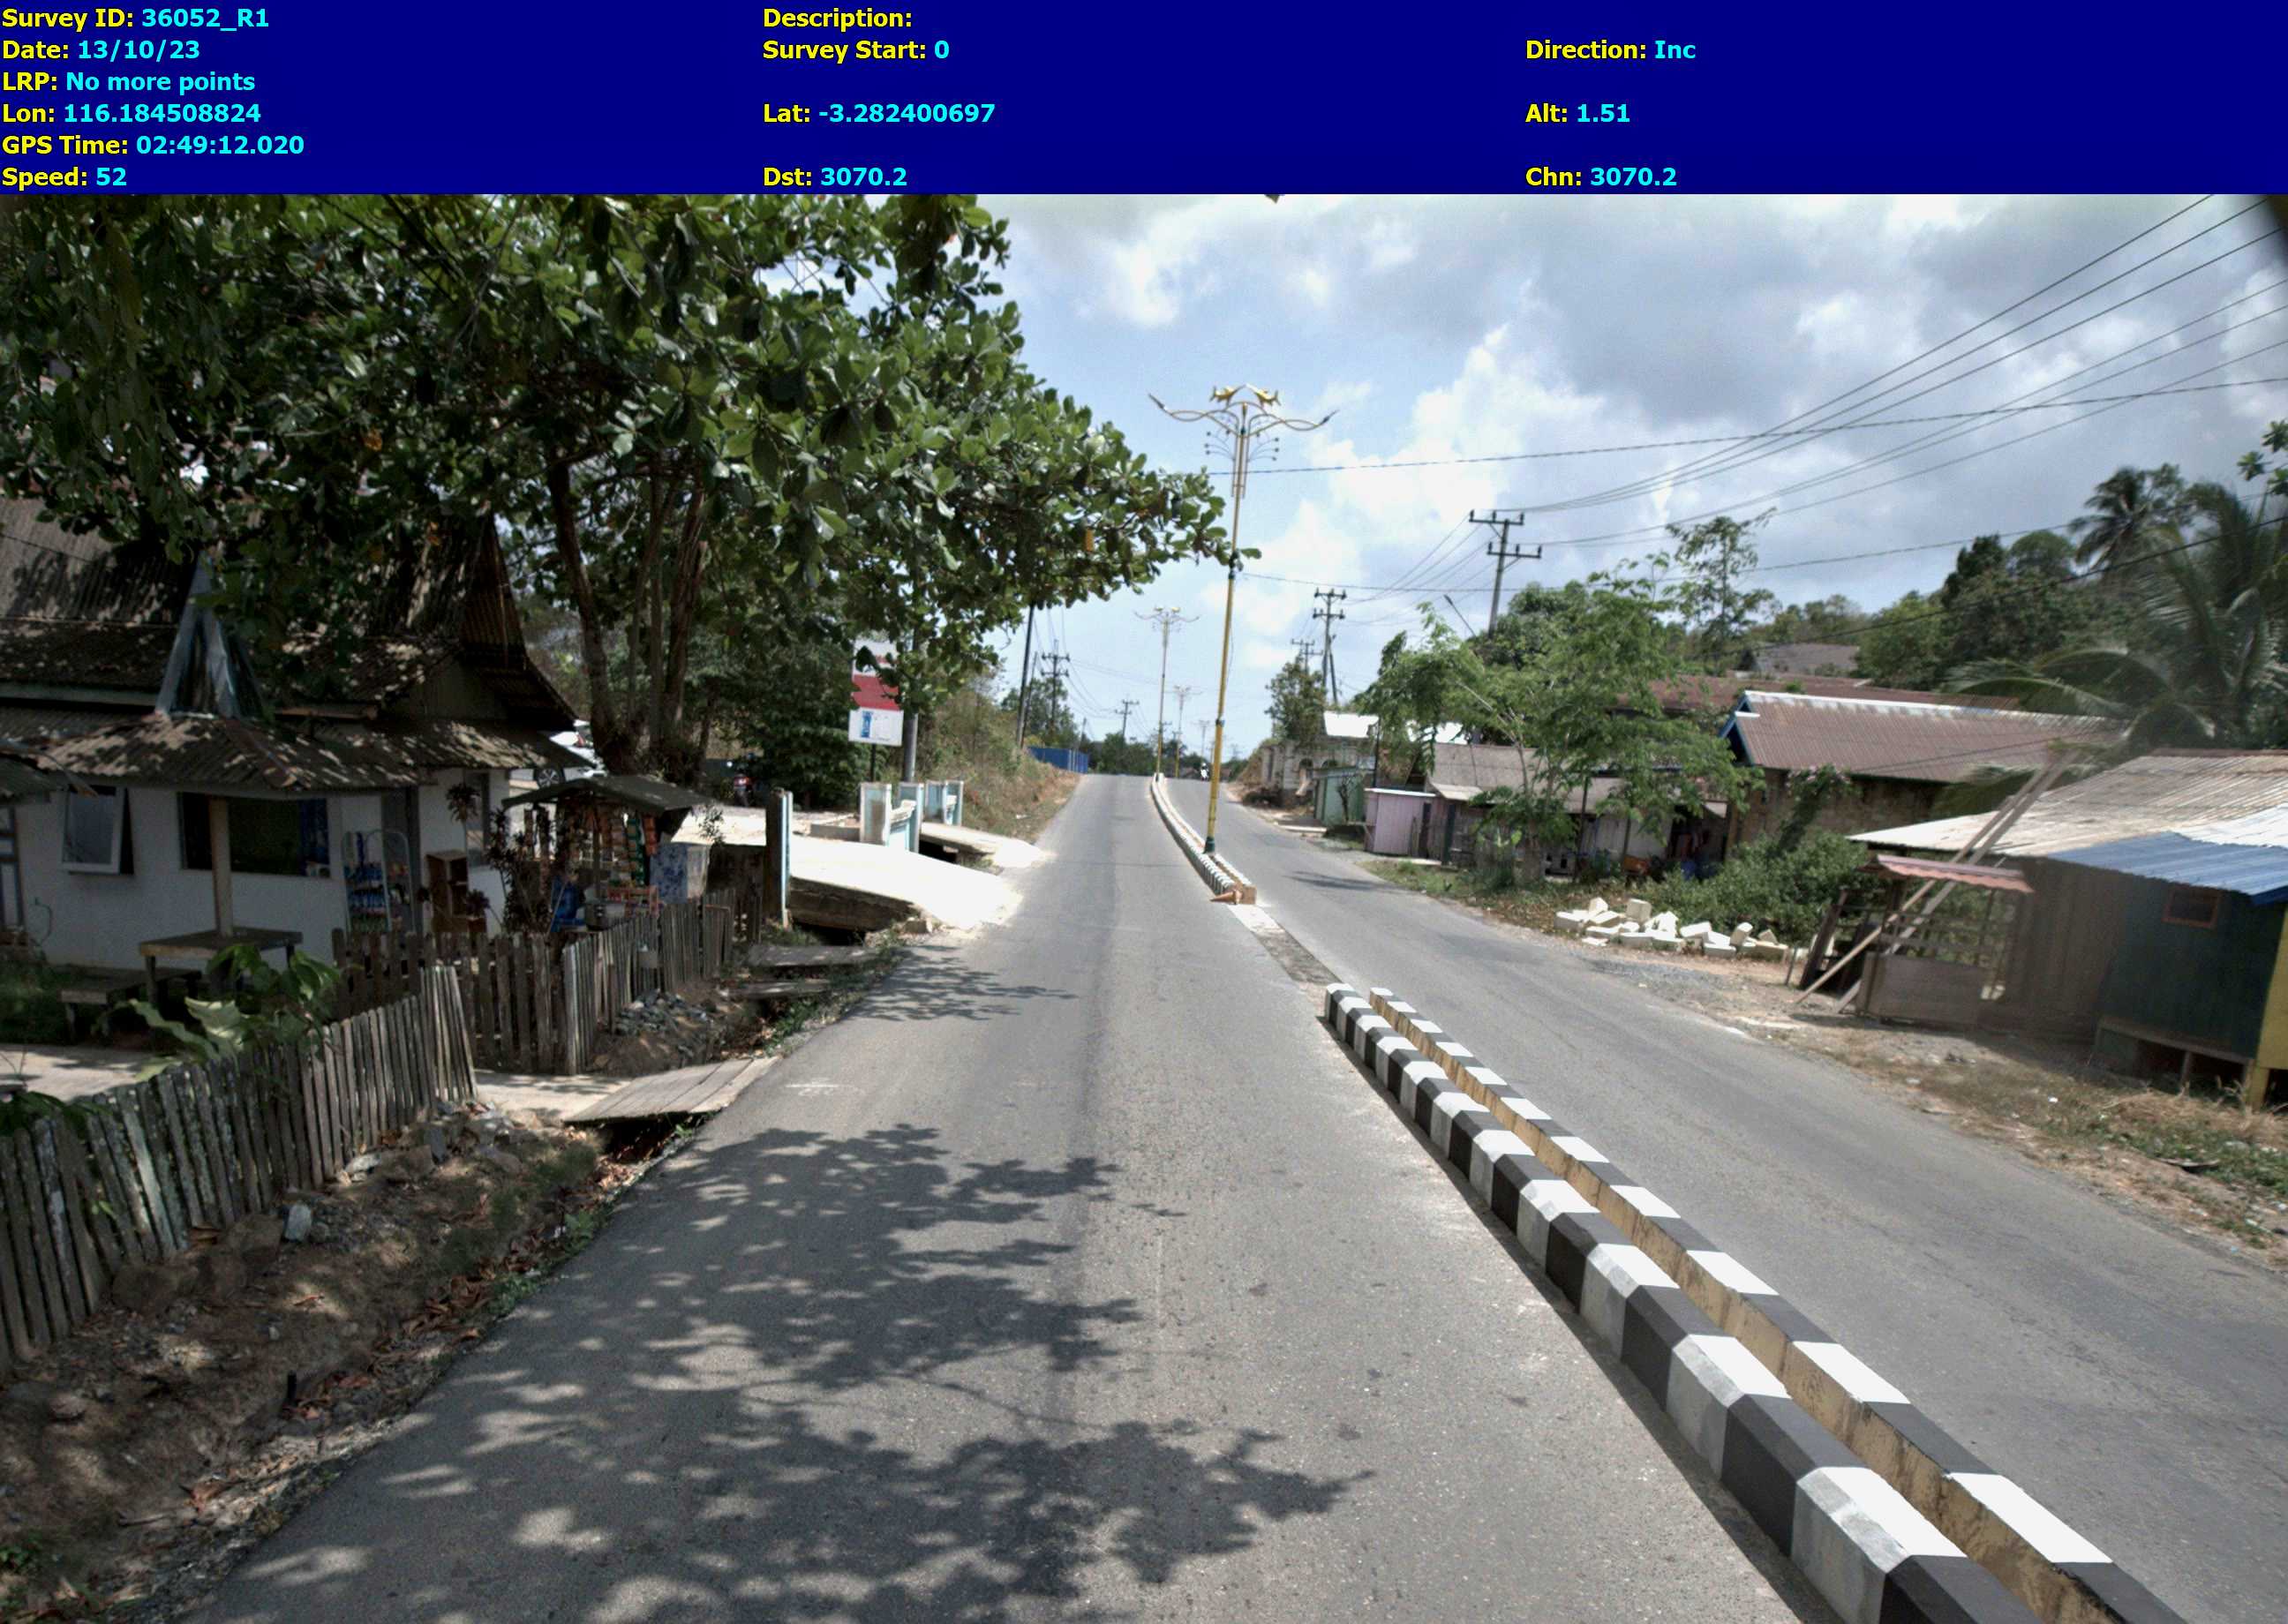 Survey ID: 36052_R1
Description:
Date: 13/10/23
Survey Start: 0
Direction: Inc
LRP: No more points
Lon: 116.184508824
Lat: -3.282400697
Alt: 1.51
GPS Time: 02:49:12.020
Speed: 52
Dst: 3070.2
Chn: 3070.2